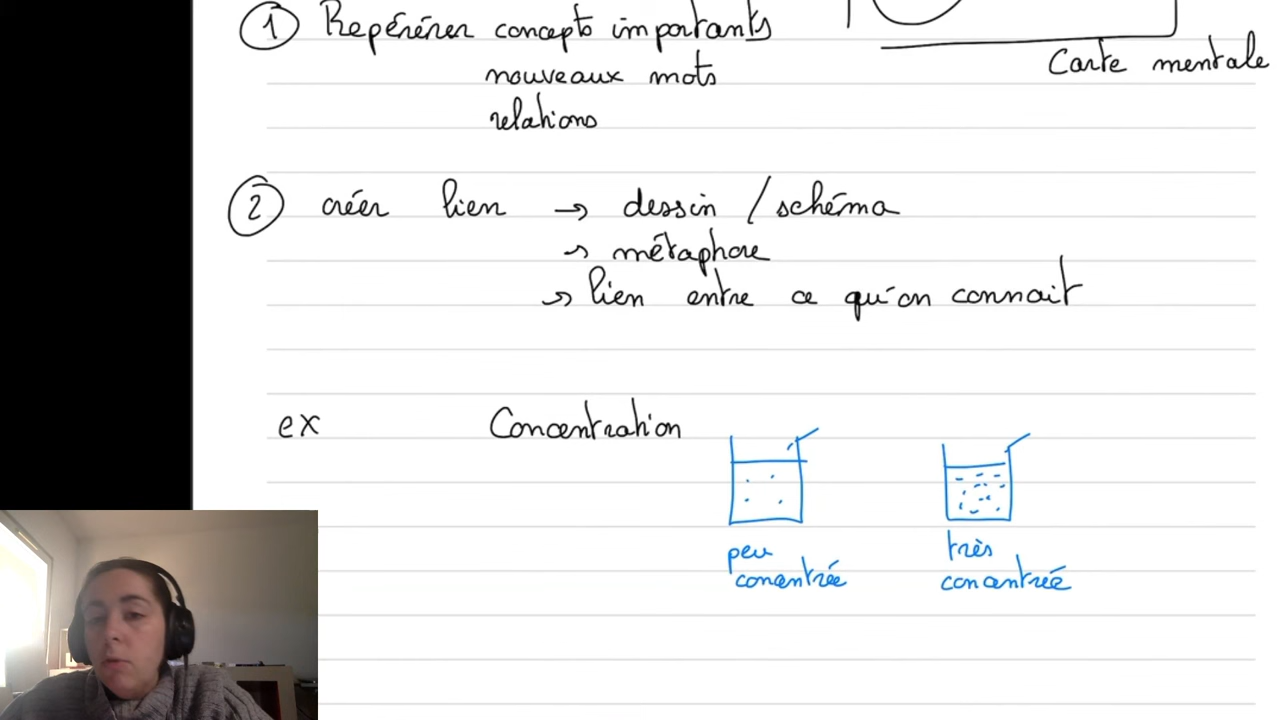 ① Repérérer concepts importants
nouveaux mots
relations
Carte mentale
② créer lien → dessin / schéma
→ métaphore
→ lien entre ce qu'on connait
ex Concentration
peu
concentrée
très
concentrée